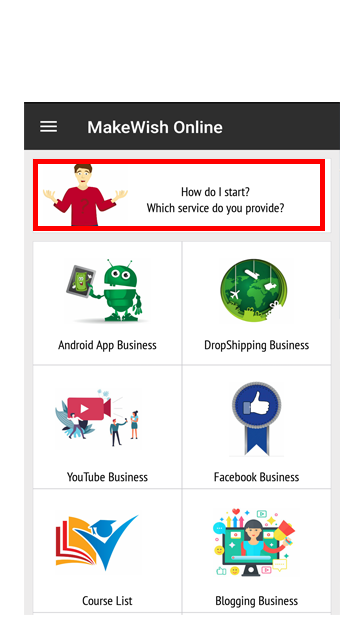 MakeWish Online
How do I start?
Which service do you provide?
Android App Business
DropShipping Business
YouTube Business
Facebook Business
Course List
Blogging Business